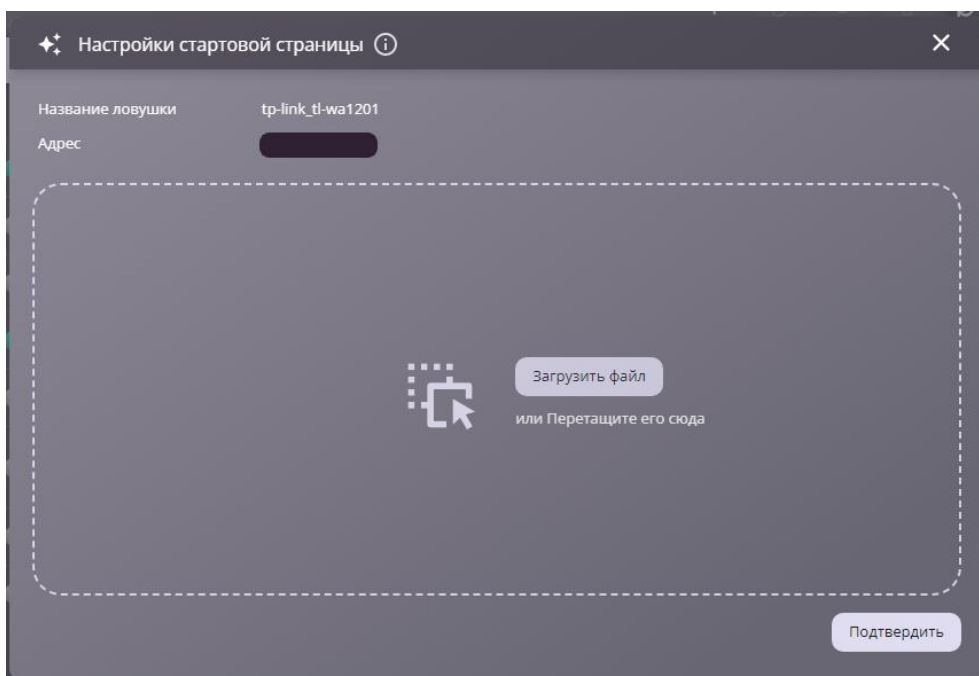 Настройки стартовой страницы
Название ловушки tp-link_tl-wa1201
Адрес
Загрузить файл
или Перетащите его сюда
Подтвердить